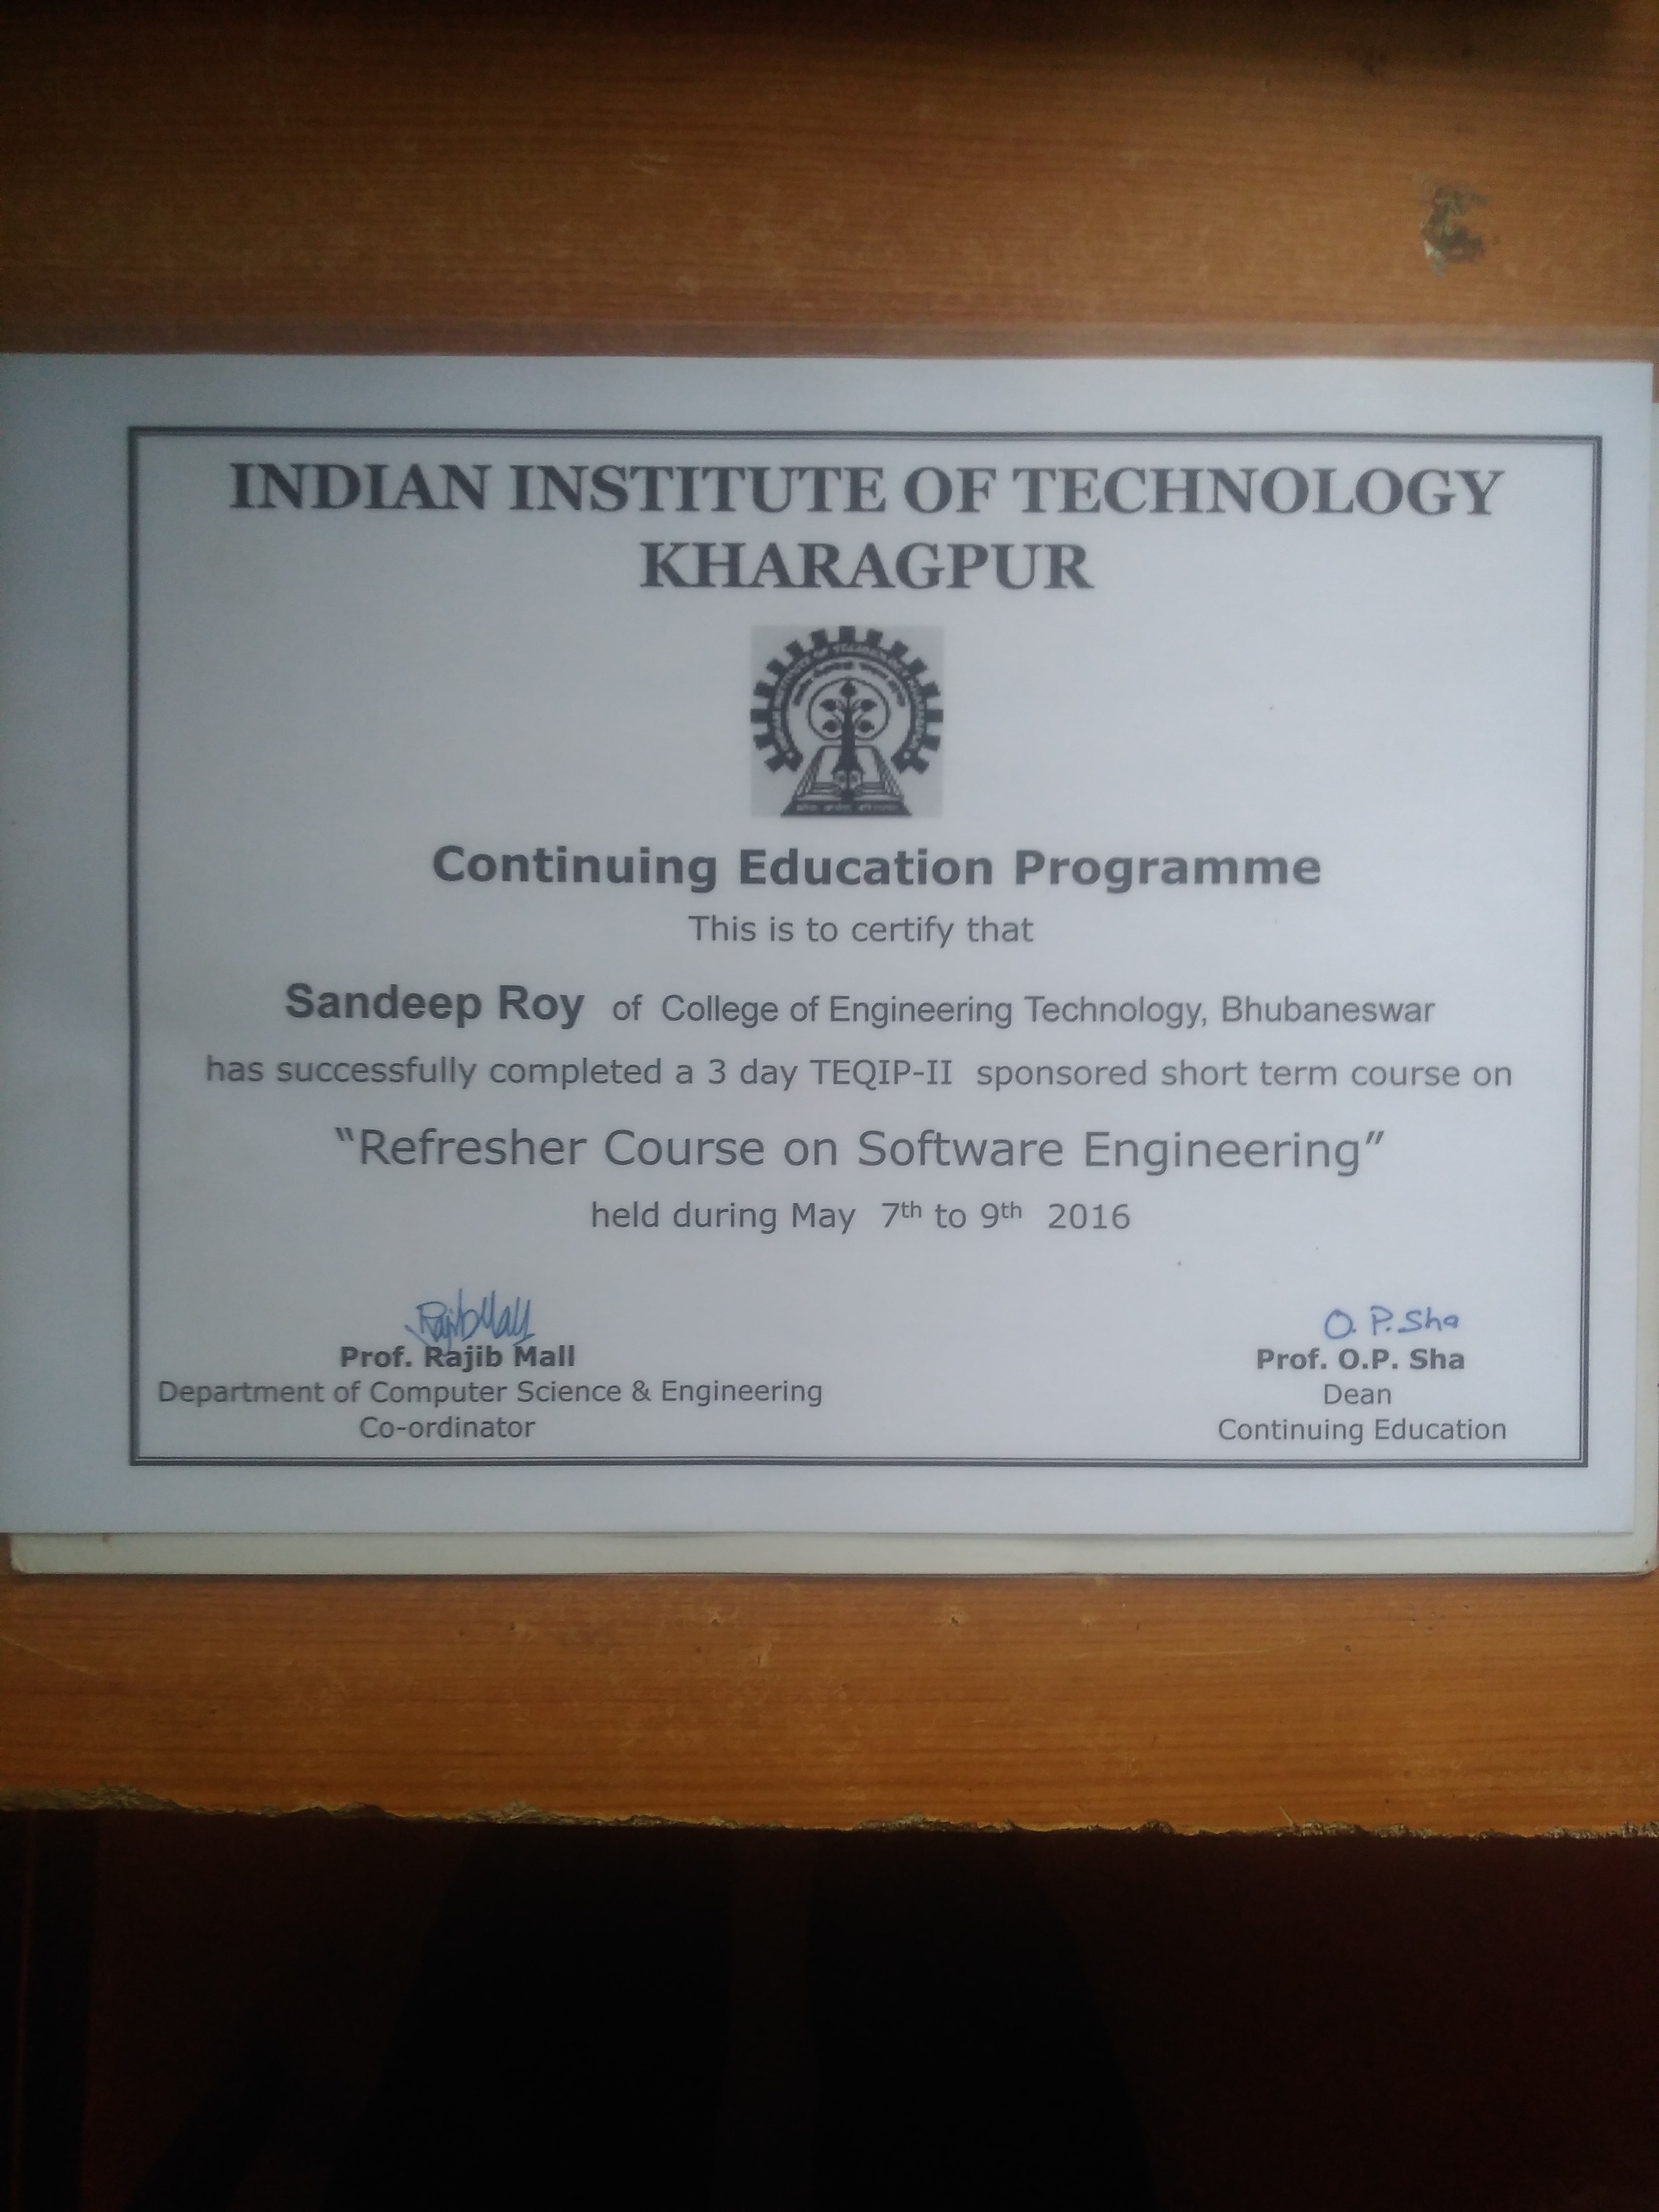 INDIAN INSTITUTE OF TECHNOLOGY
KHARAGPUR
Continuing Education Programme
This is to certify that
Sandeep Roy of College of Engineering Technology, Bhubaneswar
has successfully completed a 3 day TEQIP-II sponsored short term course on
“Refresher Course on Software Engineering”
held during May 7th to 9th 2016
Rajib Mall
Prof. Rajib Mall
Department of Computer Science & Engineering
Co-ordinator
O. P. Sha
Prof. O.P. Sha
Dean
Continuing Education